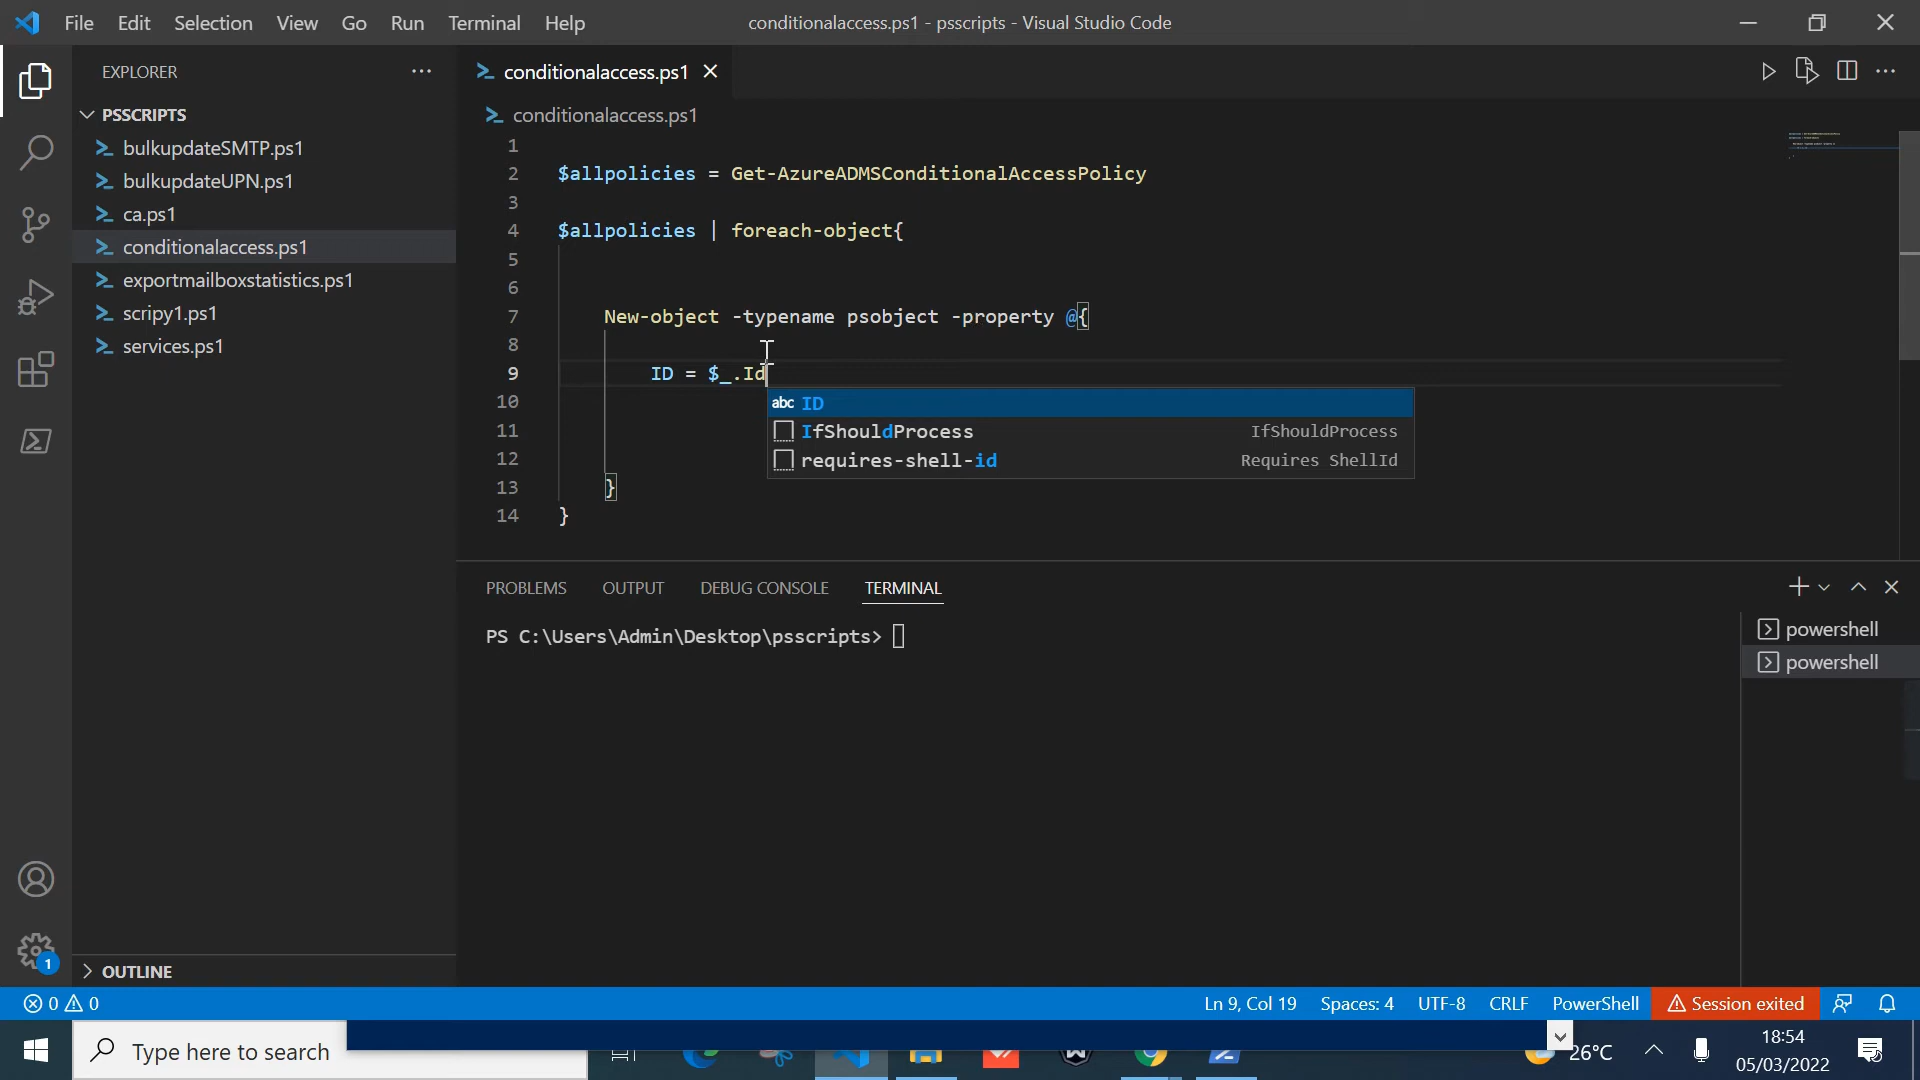 File Edit Selection View Go Run Terminal Help
conditionalaccess.ps1 - psscripts - Visual Studio Code
EXPLORER
PSSCRIPTS
bulkupdateSMTP.ps1
bulkupdateUPN.ps1
ca.ps1
conditionalaccess.ps1
exportmailboxstatistics.ps1
scripy1.ps1
services.ps1
OUTLINE
1
conditionalaccess.ps1
conditionalaccess.ps1
1
2 $allpolicies = Get-AzureADMSConditionalAccessPolicy
3
4 $allpolicies | foreach-object{
5
6
7 New-object -typename psobject -property @{
8
9 ID = $_.Id
10
11
12
13 }
14 }
abc ID
IfShouldProcess IfShouldProcess
requires-shell-id Requires ShellId
PROBLEMS OUTPUT DEBUG CONSOLE TERMINAL
PS C:\Users\Admin\Desktop\psscripts>
powershell
powershell
0 0
Ln 9, Col 19 Spaces: 4 UTF-8 CRLF PowerShell Session exited
Type here to search
26°C
18:54
05/03/2022